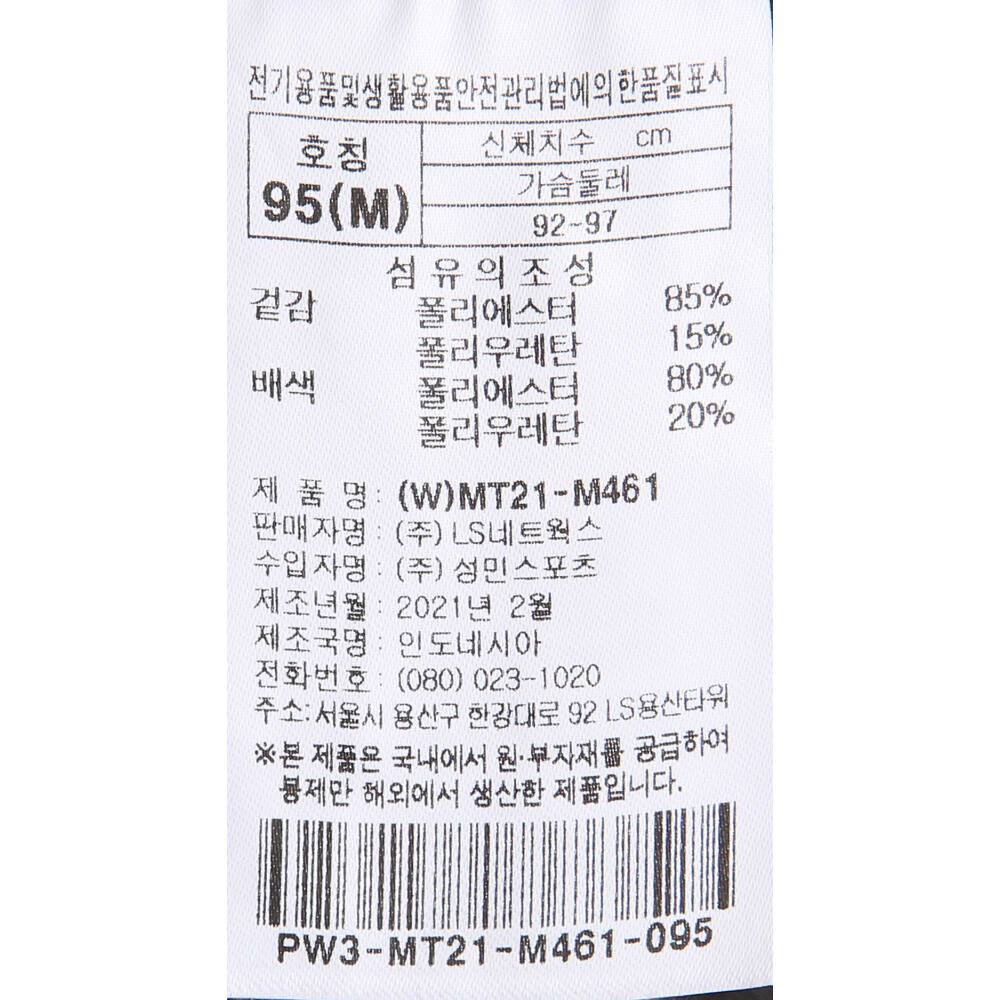 전기용품및생활용품안전관리법에의한품질표시
호칭
95(M)
신체치수 cm
가슴둘레
92-97
섬유의조성
겉감 폴리에스터 85%
폴리우레탄 15%
배색 폴리에스터 80%
폴리우레탄 20%
제 품 명 : (W)MT21-M461
판매자명 : (주) LS네트웍스
수입자명 : (주) 성민스포츠
제조년월 : 2021년 2월
제조국명 : 인도네시아
전화번호 : (080) 023-1020
주소: 서울시 용산구 한강대로 92 LS용산타워
※본 제품은 국내에서 원·부자재를 공급하여
봉제만 해외에서 생산한 제품입니다.
PW3-MT21-M461-095